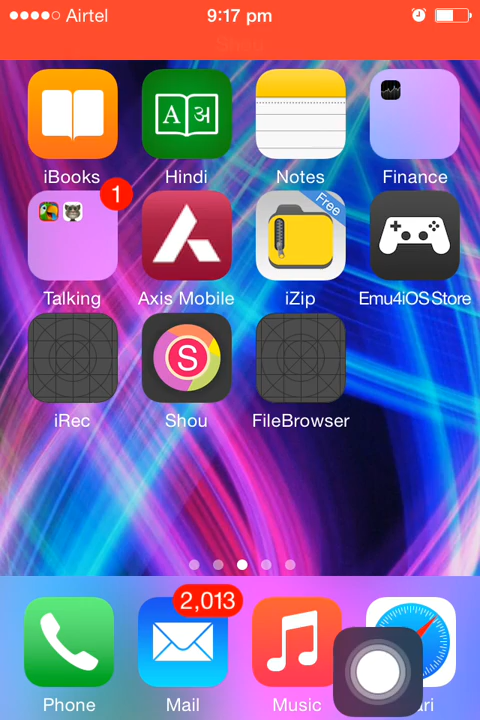 Airtel 9:17 pm
A अ
iBooks Hindi Notes Finance
1
Free
Talking Axis Mobile iZip Emu4iOS Store
S
iRec Shou FileBrowser
2,013
Phone Mail Music ari